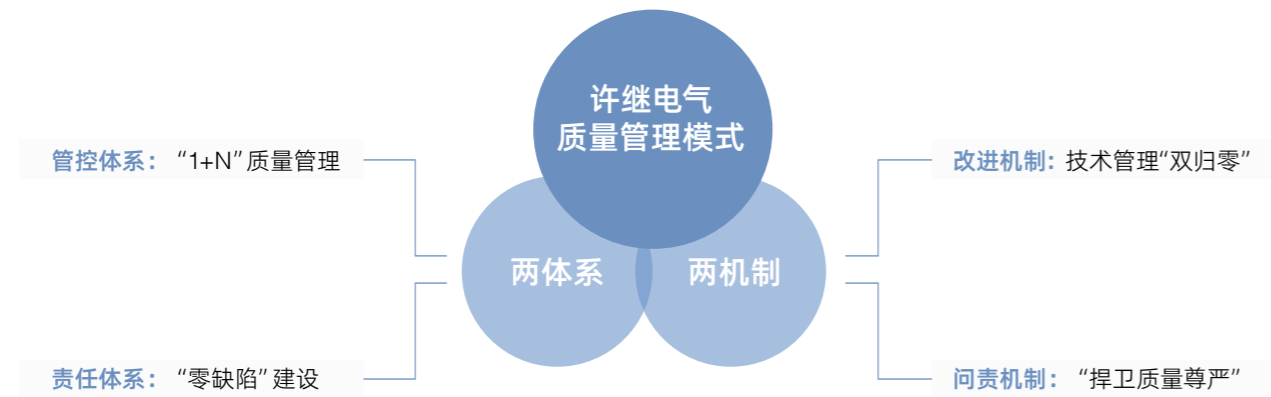 许继电气
质量管理模式
管控体系：“1+N”质量管理
改进机制：技术管理“双归零”
两体系
两机制
责任体系：“零缺陷”建设
问责机制：“捍卫质量尊严”